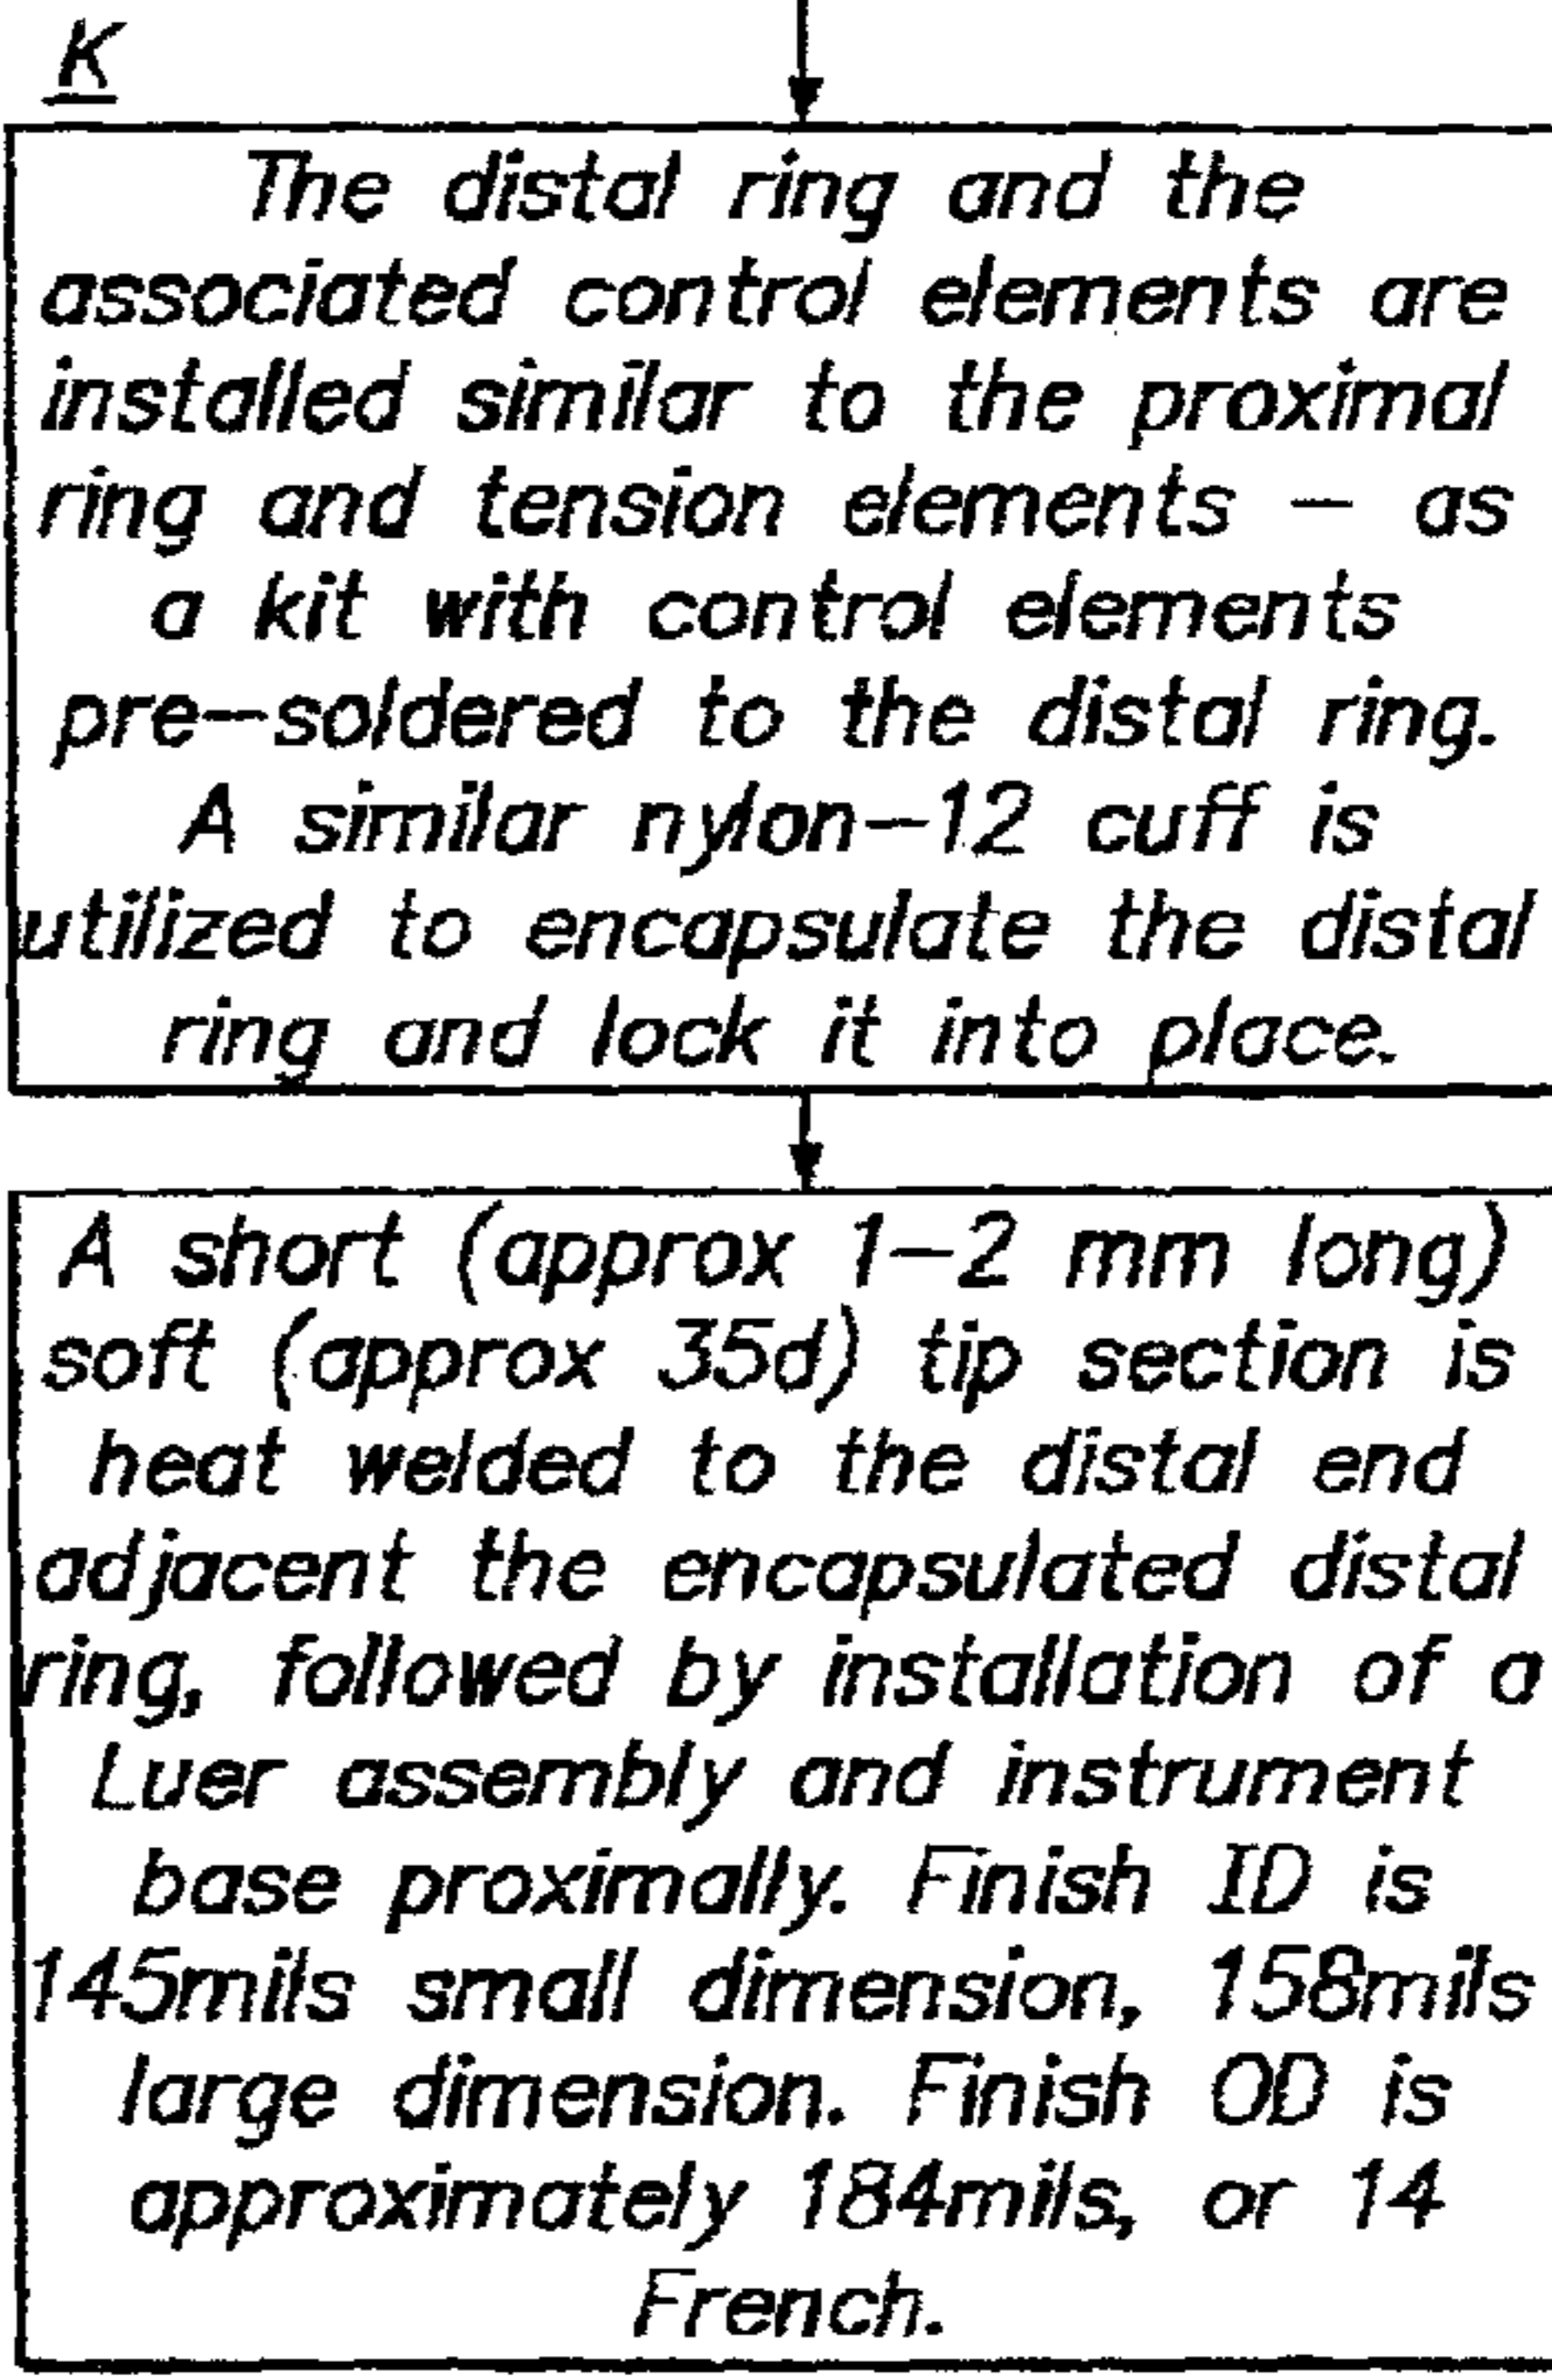 K
The distal ring and the
associated control elements are
installed similar to the proximal
ring and tension elements – as
a kit with control elements
pre–soldered to the distal ring.
A similar nylon–12 cuff is
utilized to encapsulate the distal
ring and lock it into place.
A short (approx 1–2 mm long)
soft (approx 35d) tip section is
heat welded to the distal end
adjacent the encapsulated distal
ring, followed by installation of a
Luer assembly and instrument
base proximally. Finish ID is
145mils small dimension, 158mils
large dimension. Finish OD is
approximately 184mils, or 14
French.